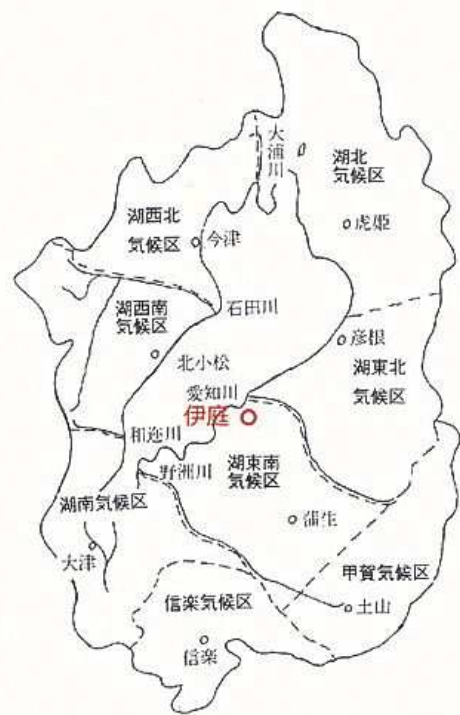 大浦川
湖北
気候区
湖西北
気候区
虎姫
今津
石田川
湖西南
気候区
彦根
北小松
湖東北
気候区
愛知川
伊庭
和迩川
野洲川
湖東南
気候区
湖南気候区
蒲生
大津
甲賀気候区
信楽気候区
土山
信楽